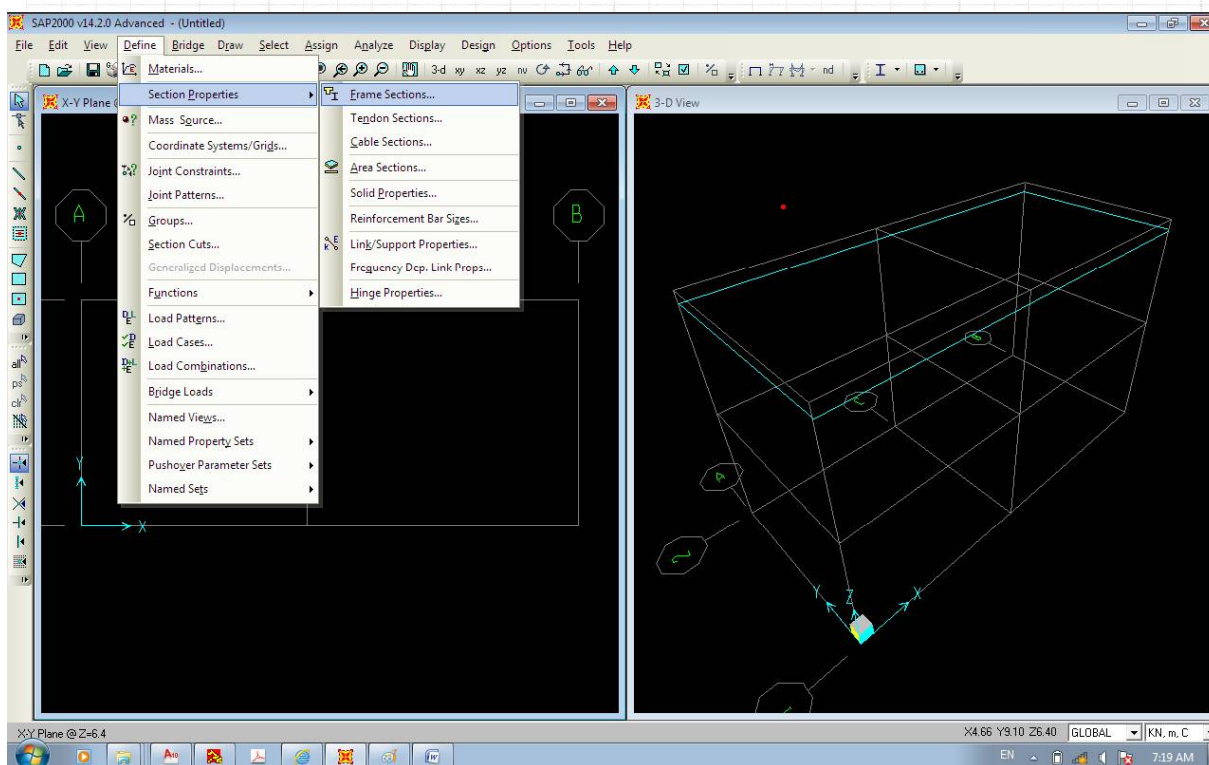 SAP2000 v14.2.0 Advanced - (Untitled)
File Edit View Define Bridge Draw Select Assign Analyze Display Design Options Tools Help
3-d xy xz yz nv nd
X-Y Plane
3-D View
Materials...
Section Properties
Mass Source...
Coordinate Systems/Grids...
Joint Constraints...
Joint Patterns...
Groups...
Section Cuts...
Generalized Displacements...
Functions
Load Patterns...
Load Cases...
Load Combinations...
Bridge Loads
Named Views...
Named Property Sets
Pushover Parameter Sets
Named Sets
Frame Sections...
Tendon Sections...
Cable Sections...
Area Sections...
Solid Properties...
Reinforcement Bar Sizes...
Link/Support Properties...
Frequency Dep. Link Props...
Hinge Properties...
all
ps
clr
A
B
Y
X
Y
Z
X
X-Y Plane @ Z=6.4
X4.66 Y9.10 Z6.40
GLOBAL
KN, m, C
EN
7:19 AM